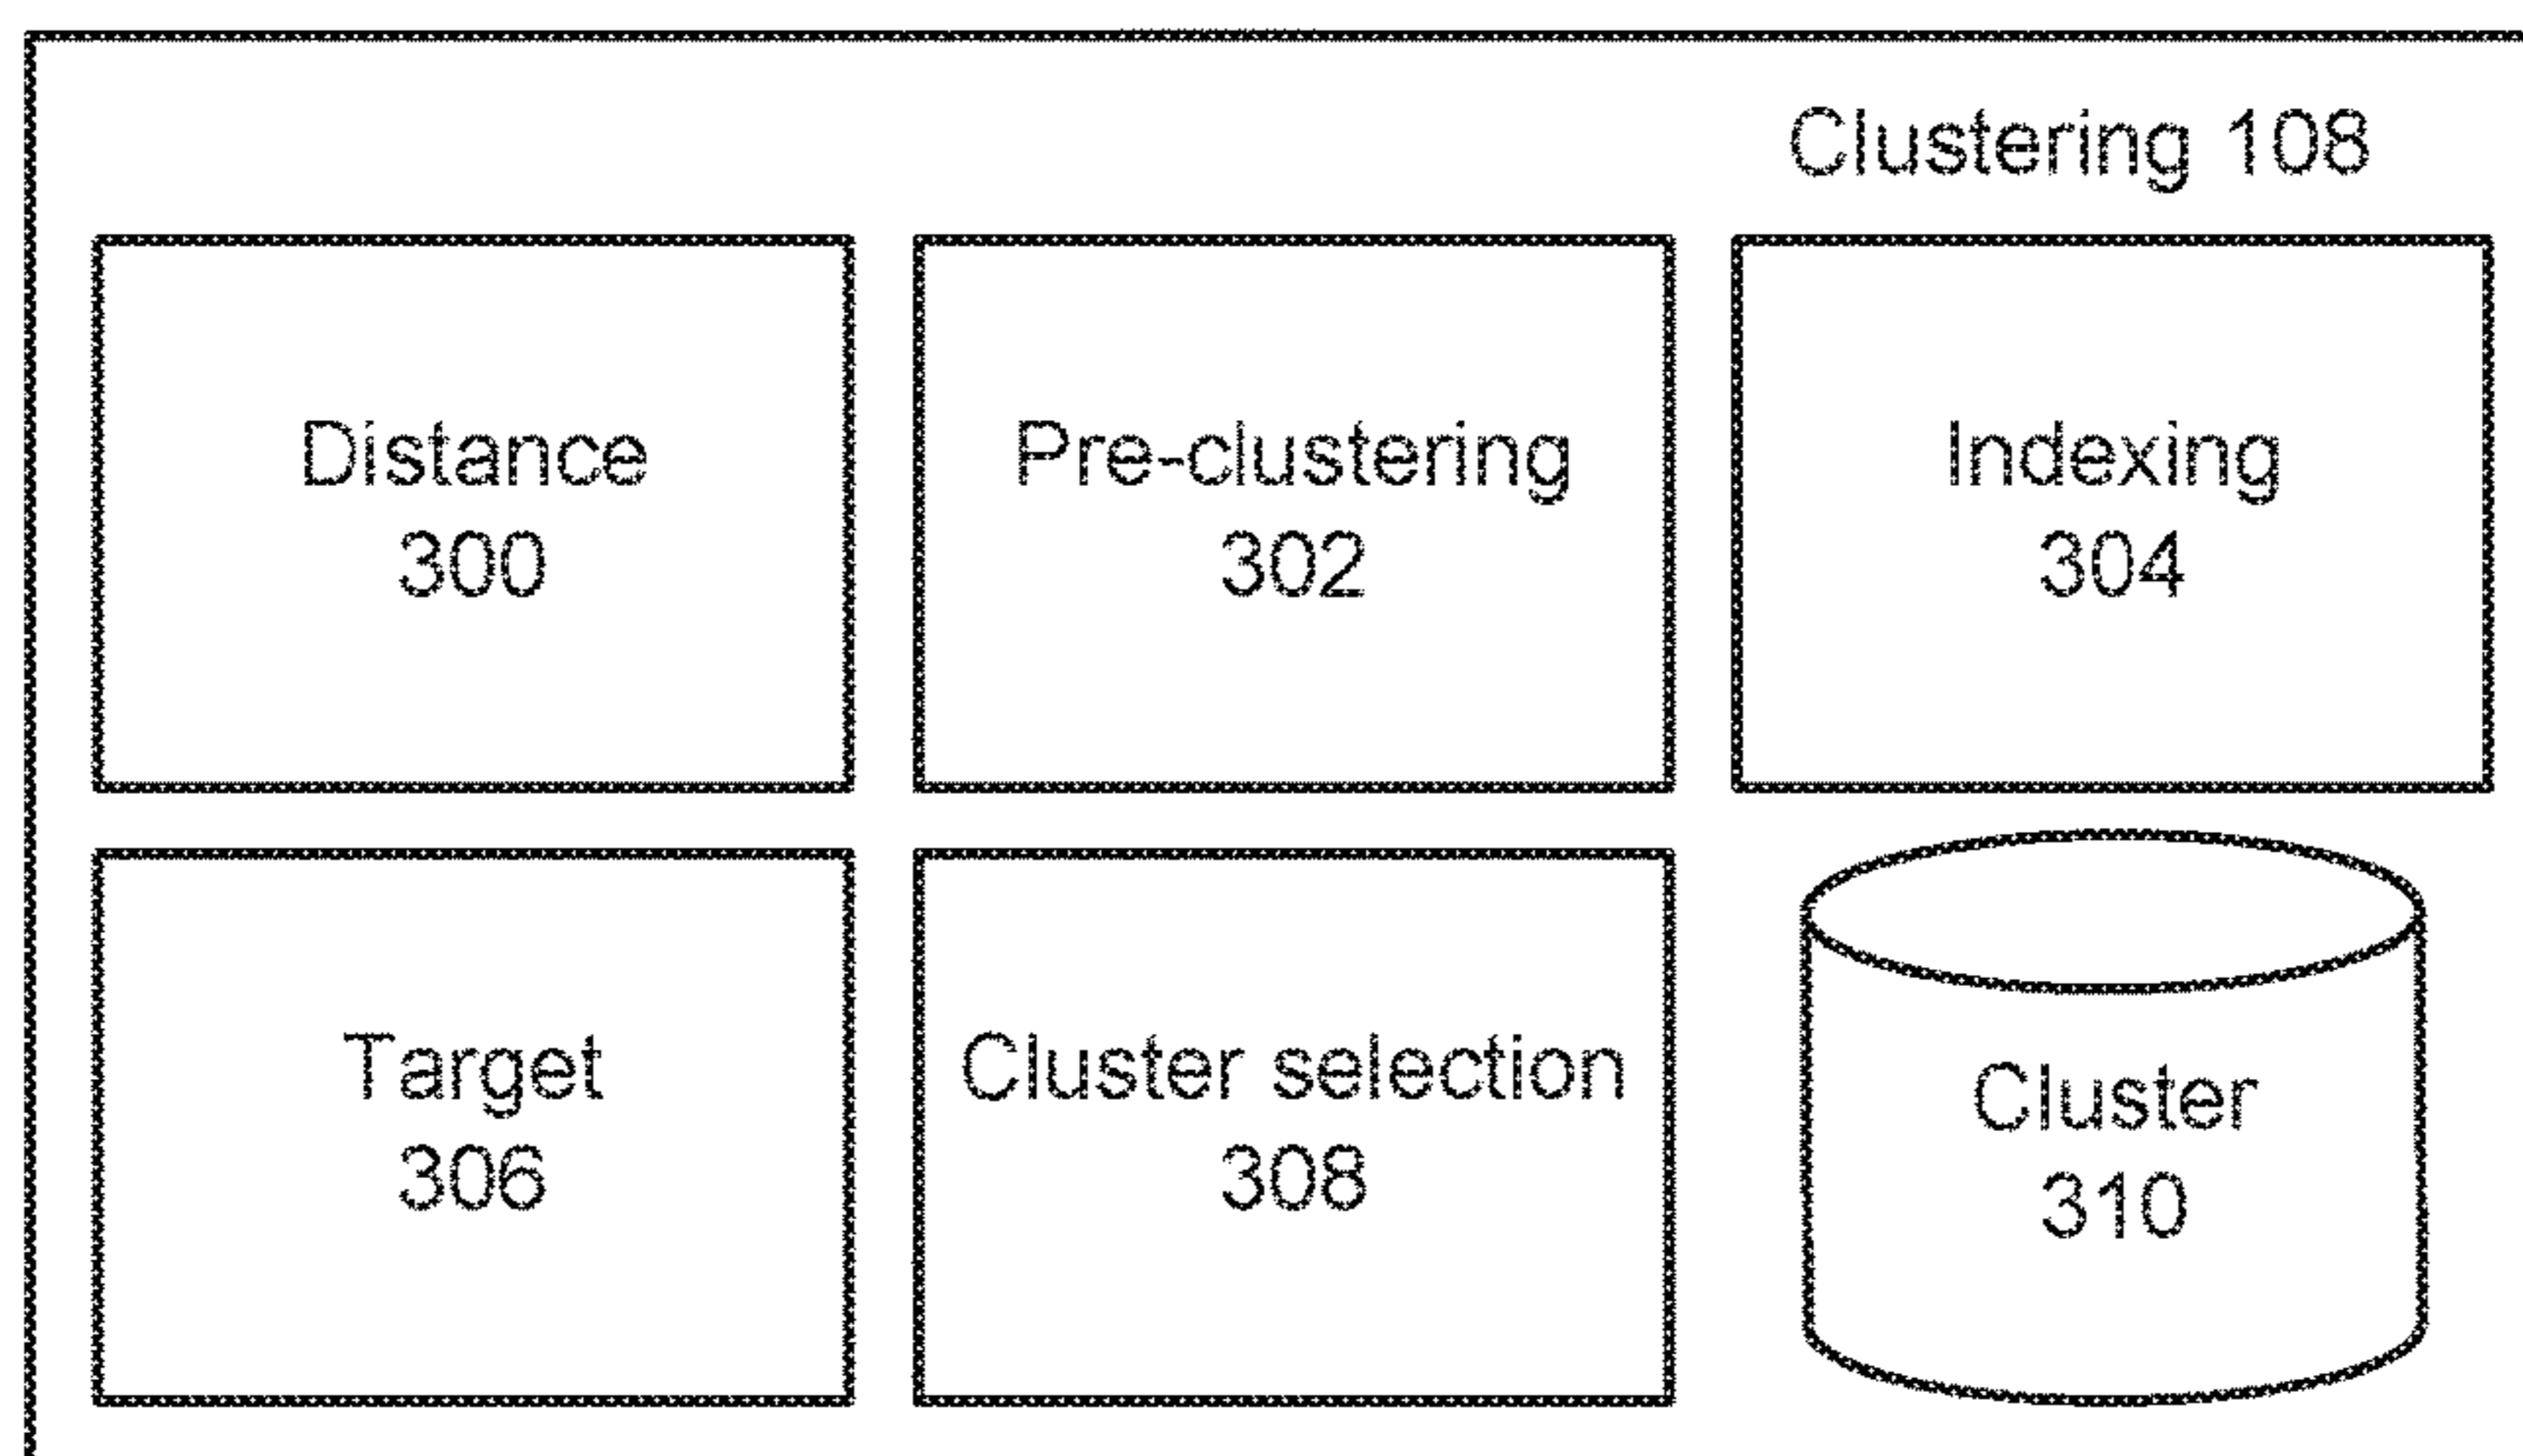 Clustering 108
Distance
300
Pre-clustering
302
Indexing
304
Target
306
Cluster selection
308
Cluster
310